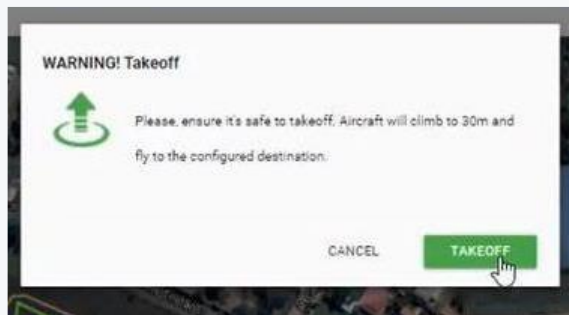 WARNING! Takeoff
Please, ensure it's safe to takeoff. Aircraft will climb to 30m and
fly to the configured destination.
CANCEL
TAKEOFF